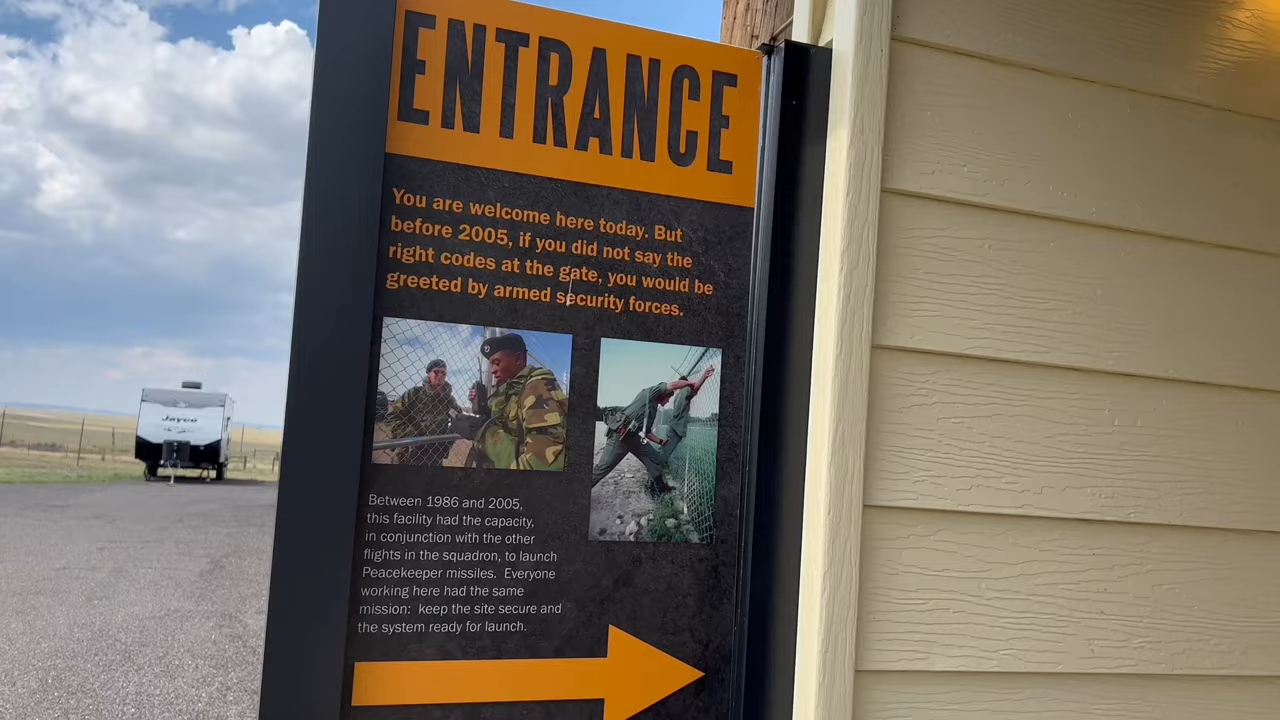 ENTRANCE
You are welcome here today. But
before 2005, if you did not say the
right codes at the gate, you would be
greeted by armed security forces.
Between 1986 and 2005,
this facility had the capacity,
in conjunction with the other
flights in the squadron, to launch
Peacekeeper missiles. Everyone
working here had the same
mission: keep the site secure and
the system ready for launch.
Jayco